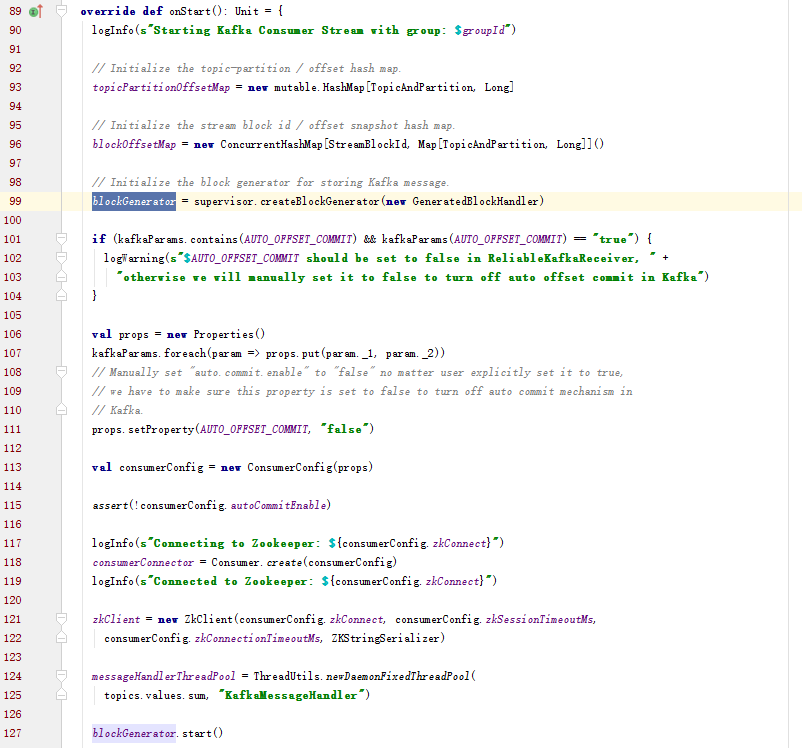 89 override def onStart(): Unit = {
90 logInfo(s"Starting Kafka Consumer Stream with group: $groupId")
91
92 // Initialize the topic-partition / offset hash map.
93 topicPartitionOffsetMap = new mutable.HashMap[TopicAndPartition, Long]
94
95 // Initialize the stream block id / offset snapshot hash map.
96 blockOffsetMap = new ConcurrentHashMap[StreamBlockId, Map[TopicAndPartition, Long]]()
97
98 // Initialize the block generator for storing Kafka message.
99 blockGenerator = supervisor.createBlockGenerator(new GeneratedBlockHandler)
100
101 if (kafkaParams.contains(AUTO_OFFSET_COMMIT) && kafkaParams(AUTO_OFFSET_COMMIT) == "true") {
102 logWarning(s"$AUTO_OFFSET_COMMIT should be set to false in ReliableKafkaReceiver, " +
103 "otherwise we will manually set it to false to turn off auto offset commit in Kafka")
104 }
105
106 val props = new Properties()
107 kafkaParams.foreach(param => props.put(param._1, param._2))
108 // Manually set "auto.commit.enable" to "false" no matter user explicitly set it to true,
109 // we have to make sure this property is set to false to turn off auto commit mechanism in
110 // Kafka.
111 props.setProperty(AUTO_OFFSET_COMMIT, "false")
112
113 val consumerConfig = new ConsumerConfig(props)
114
115 assert(!consumerConfig.autoCommitEnable)
116
117 logInfo(s"Connecting to Zookeeper: ${consumerConfig.zkConnect}")
118 consumerConnector = Consumer.create(consumerConfig)
119 logInfo(s"Connected to Zookeeper: ${consumerConfig.zkConnect}")
120
121 zkClient = new ZkClient(consumerConfig.zkConnect, consumerConfig.zkSessionTimeoutMs,
122 consumerConfig.zkConnectionTimeoutMs, ZKStringSerializer)
123
124 messageHandlerThreadPool = ThreadUtils.newDaemonFixedThreadPool(
125 topics.values.sum, "KafkaMessageHandler")
126
127 blockGenerator.start()